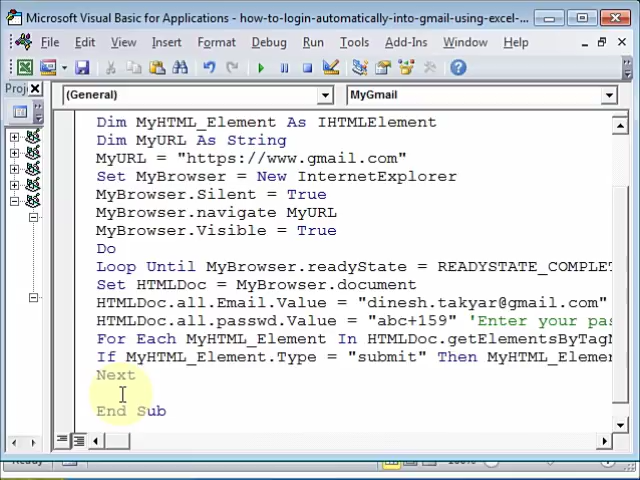 Microsoft Visual Basic for Applications - how-to-login-automatically-into-gmail-using-excel-...
File Edit View Insert Format Debug Run Tools Add-Ins Window Help
Proj
(General) MyGmail
Dim MyHTML_Element As IHTMLElement
Dim MyURL As String
MyURL = "https://www.gmail.com"
Set MyBrowser = New InternetExplorer
MyBrowser.Silent = True
MyBrowser.navigate MyURL
MyBrowser.Visible = True
Do
Loop Until MyBrowser.readyState = READYSTATE_COMPLET
Set HTMLDoc = MyBrowser.document
HTMLDoc.all.Email.Value = "dinesh.takyar@gmail.com"
HTMLDoc.all.passwd.Value = "abc+159" 'Enter your pas
For Each MyHTML_Element In HTMLDoc.getElementsByTagN
If MyHTML_Element.Type = "submit" Then MyHTML_Elemen
Next
End Sub